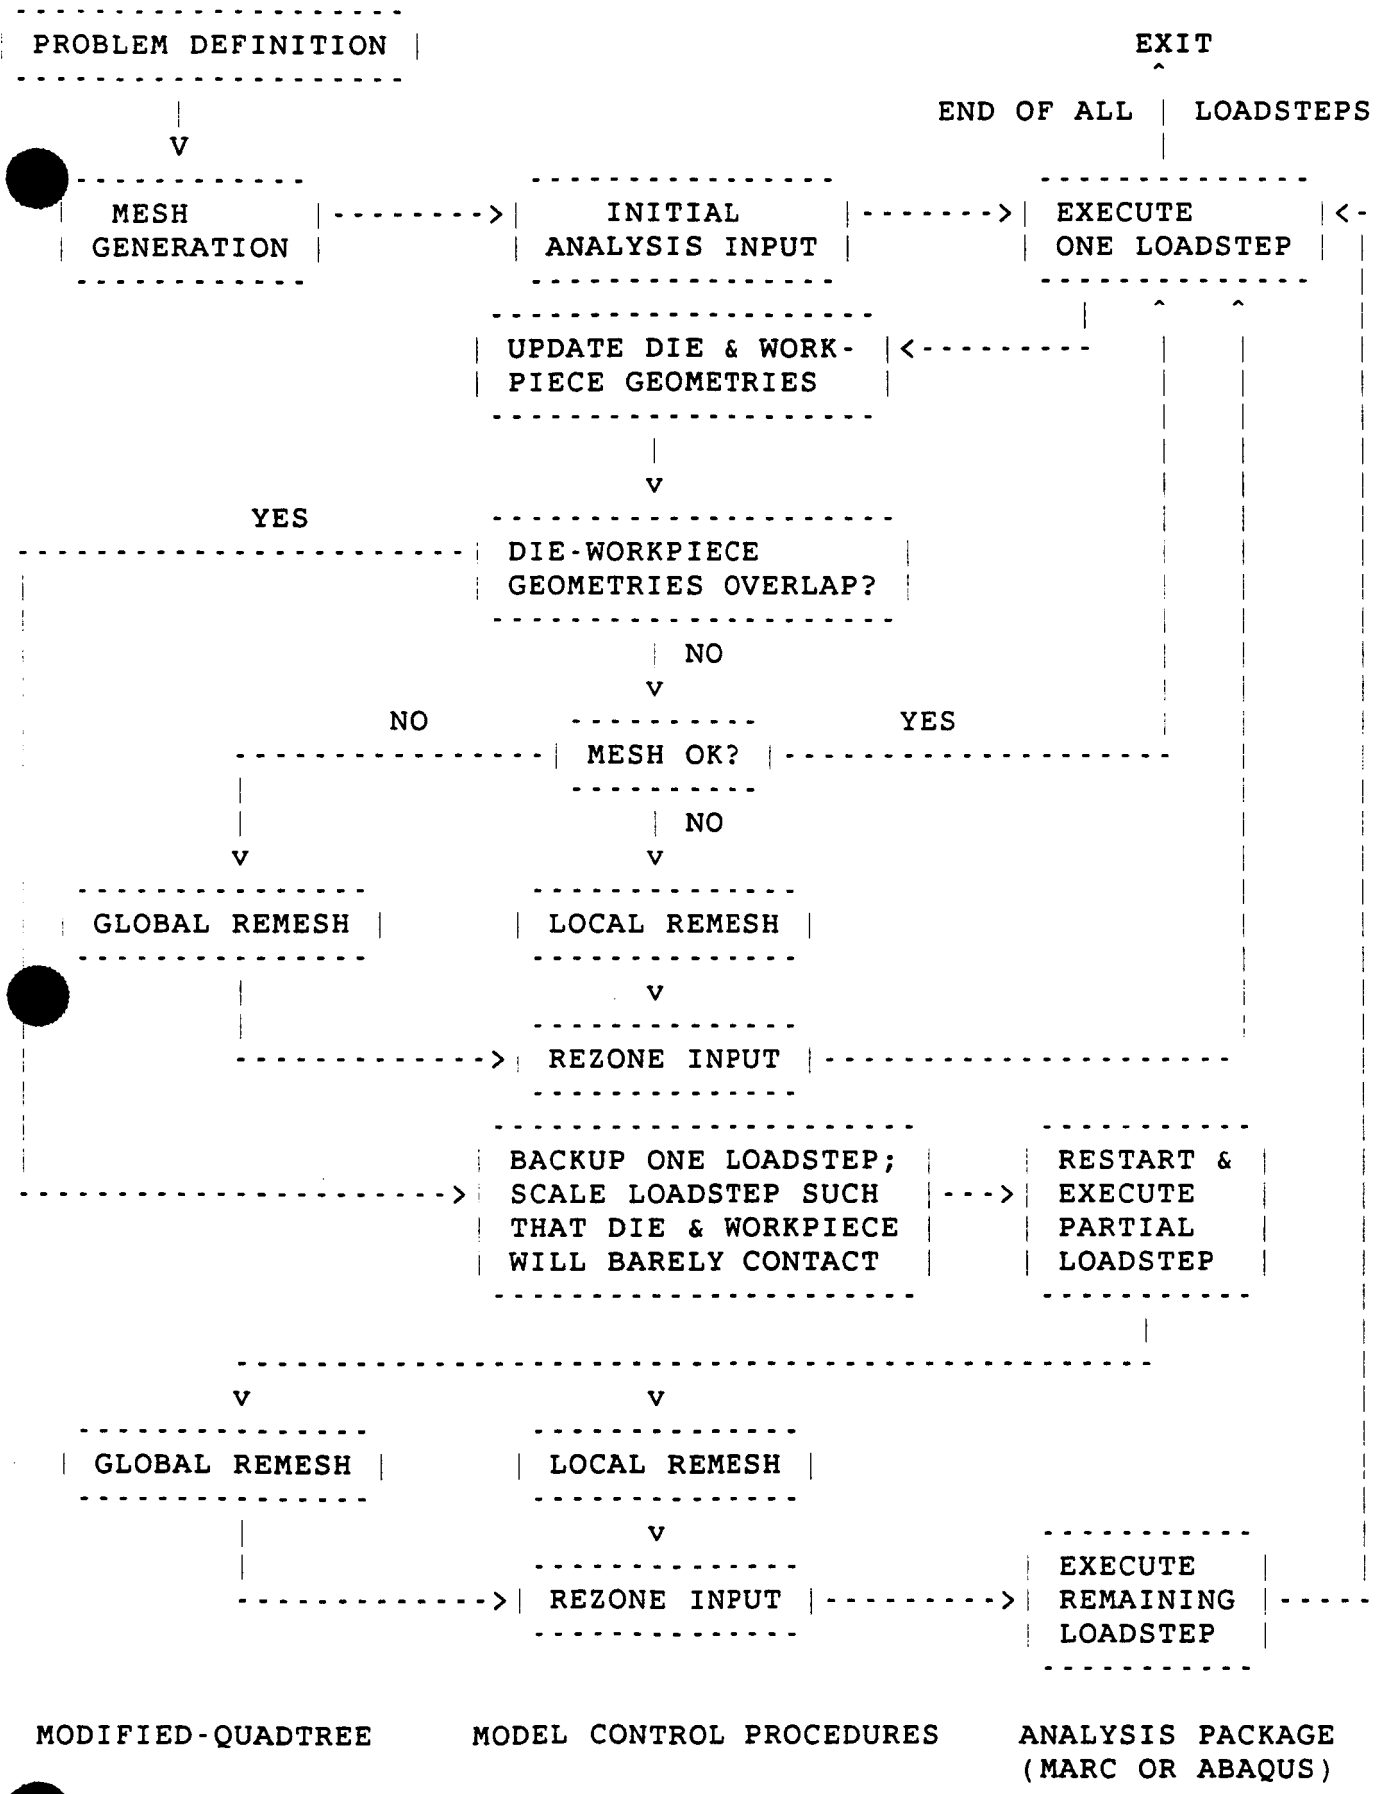 PROBLEM DEFINITION
EXIT
END OF ALL LOADSTEPS
MESH
GENERATION
INITIAL
ANALYSIS INPUT
EXECUTE
ONE LOADSTEP
UPDATE DIE & WORK-
PIECE GEOMETRIES
YES
DIE-WORKPIECE
GEOMETRIES OVERLAP?
NO
NO
MESH OK?
YES
NO
GLOBAL REMESH
LOCAL REMESH
REZONE INPUT
BACKUP ONE LOADSTEP;
SCALE LOADSTEP SUCH
THAT DIE & WORKPIECE
WILL BARELY CONTACT
RESTART &
EXECUTE
PARTIAL
LOADSTEP
GLOBAL REMESH
LOCAL REMESH
REZONE INPUT
EXECUTE
REMAINING
LOADSTEP
MODIFIED-QUADTREE
MODEL CONTROL PROCEDURES
ANALYSIS PACKAGE
(MARC OR ABAQUS)